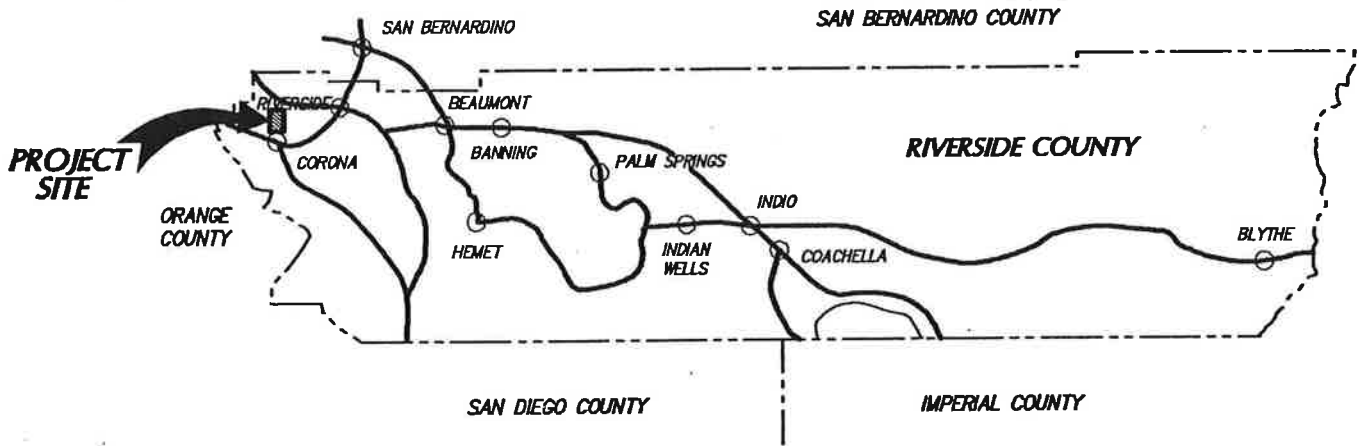 SAN BERNARDINO COUNTY
SAN BERNARDINO
RIVERSIDE
BEAUMONT
PROJECT
SITE
CORONA
BANNING
PALM SPRINGS
RIVERSIDE COUNTY
ORANGE
COUNTY
HEMET
INDIAN
WELLS
INDIO
COACHELLA
BLYTHE
SAN DIEGO COUNTY
IMPERIAL COUNTY